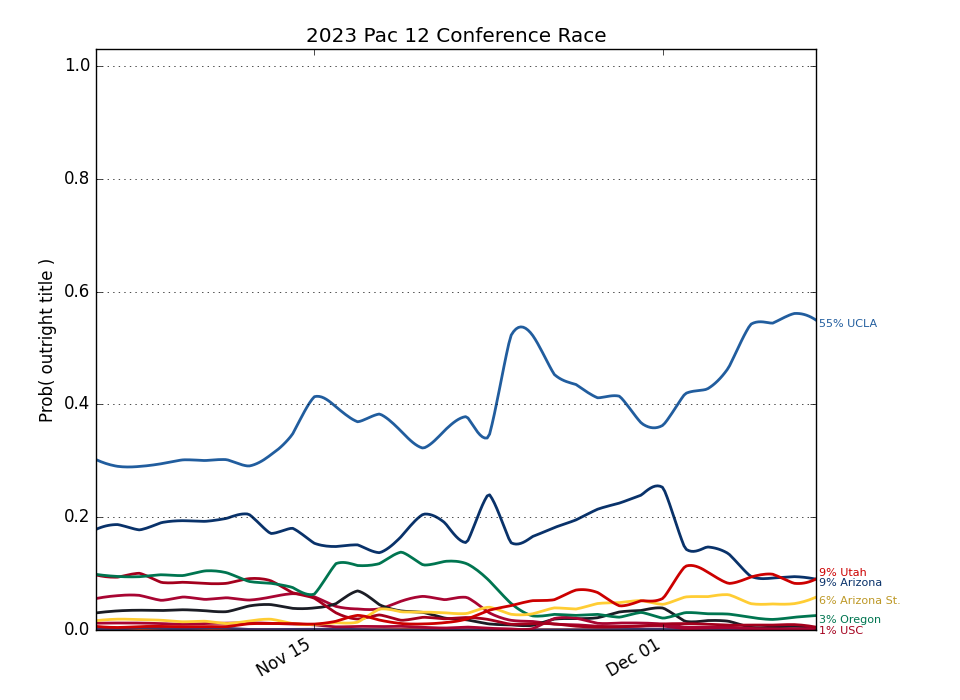 2023 Pac 12 Conference Race
Prob( outright title )
1.0
0.8
0.6
0.4
0.2
0.0
Nov 15
Dec 01
55% UCLA
9% Utah
9% Arizona
6% Arizona St.
3% Oregon
1% USC